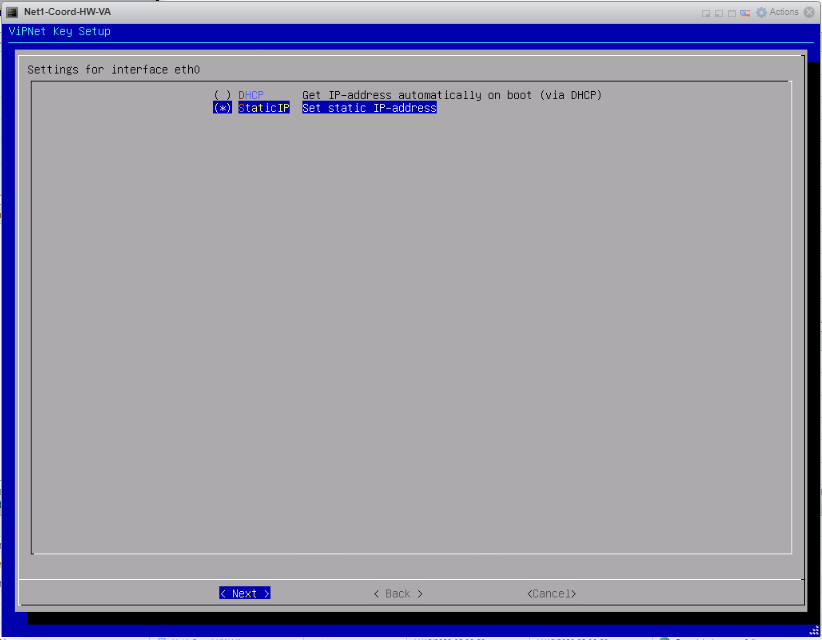 Net1-Coord-HW-VA
Actions
ViPNet Key Setup
Settings for interface eth0
( ) DHCP Get IP-address automatically on boot (via DHCP)
(*) StaticIP Set static IP-address
< Next > < Back > <Cancel>